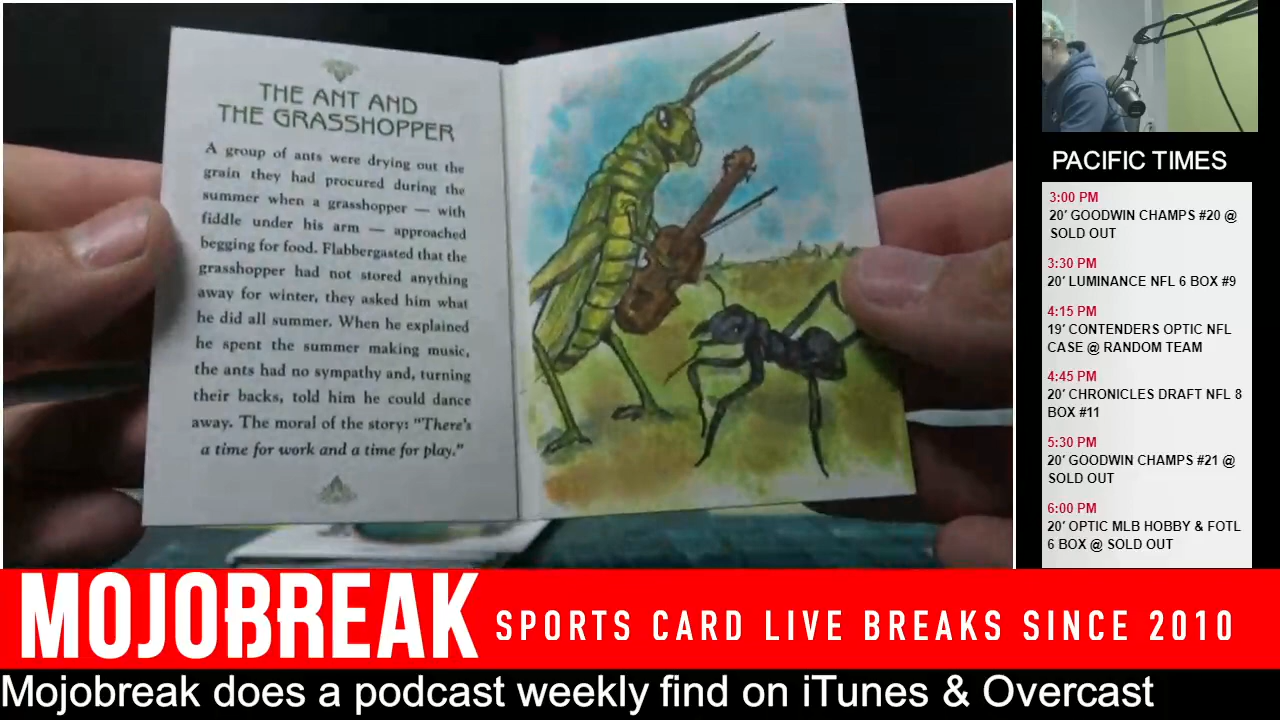 THE ANT AND
THE GRASSHOPPER
A group of ants were drying out the
grain they had procured during the
summer when a grasshopper — with
fiddle under his arm — approached
begging for food. Flabbergasted that the
grasshopper had not stored anything
away for winter, they asked him what
he did all summer. When he explained
he spent the summer making music,
the ants had no sympathy and, turning
their backs, told him he could dance
away. The moral of the story: "There's
a time for work and a time for play."
PACIFIC TIMES
3:00 PM
20' GOODWIN CHAMPS #20 @
SOLD OUT
3:30 PM
20' LUMINANCE NFL 6 BOX #9
4:15 PM
19' CONTENDERS OPTIC NFL
CASE @ RANDOM TEAM
4:45 PM
20' CHRONICLES DRAFT NFL 8
BOX #11
5:30 PM
20' GOODWIN CHAMPS #21 @
SOLD OUT
6:00 PM
20' OPTIC MLB HOBBY & FOTL
6 BOX @ SOLD OUT
MOJOBREAK SPORTS CARD LIVE BREAKS SINCE 2010
Mojobreak does a podcast weekly find on iTunes & Overcast